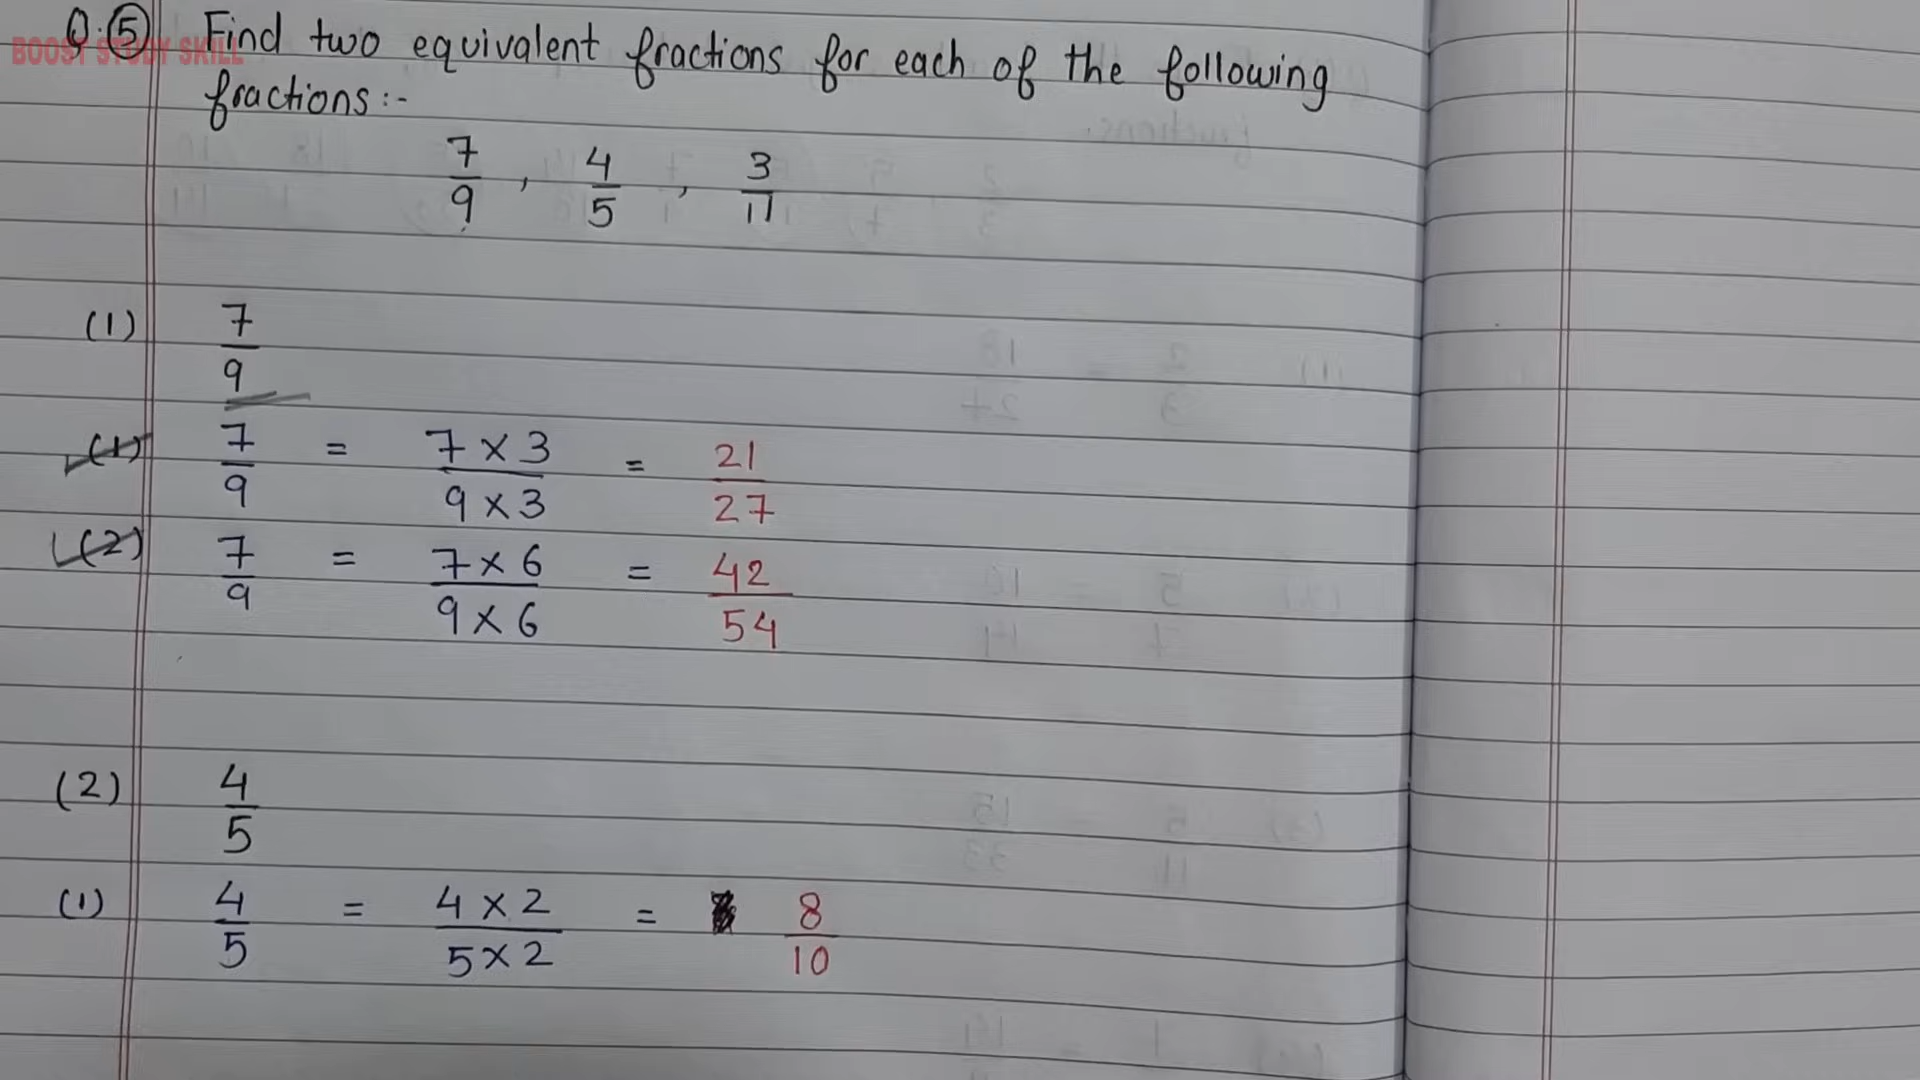 Q.5 Find two equivalent fractions for each of the following
BOOST STUDY SKILL
fractions:-
7/9 , 4/5 , 3/11
(1) 7/9
(1) 7/9 = 7 × 3/9 × 3 = 21/27
(2) 7/9 = 7 × 6/9 × 6 = 42/54
(2) 4/5
(1) 4/5 = 4 × 2/5 × 2 = 8/10